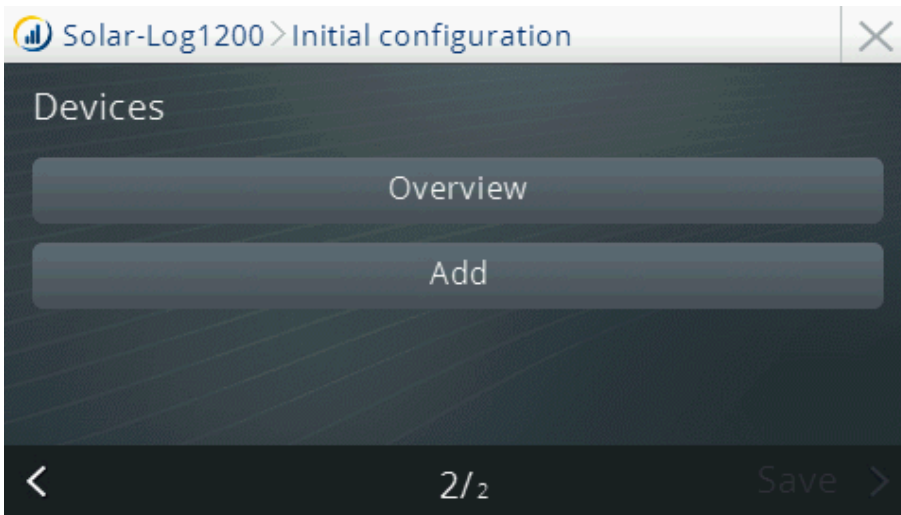 Solar-Log1200 > Initial configuration
Devices
Overview
Add
2/2
Save